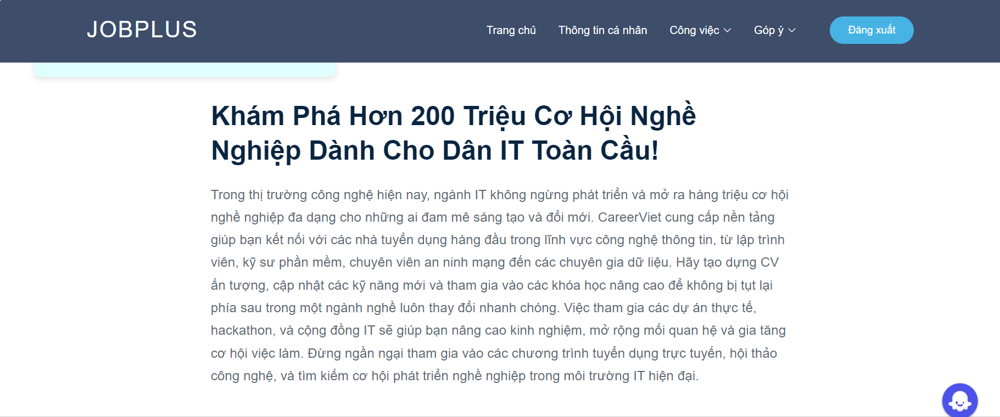 JOBPLUS
Trang chủ
Thông tin cá nhân
Công việc
Góp ý
Đăng xuất
Khám Phá Hơn 200 Triệu Cơ Hội Nghề
Nghiệp Dành Cho Dân IT Toàn Cầu!
Trong thị trường công nghệ hiện nay, ngành IT không ngừng phát triển và mở ra hàng triệu cơ hội
nghề nghiệp đa dạng cho những ai đam mê sáng tạo và đổi mới. CareerViet cung cấp nền tảng
giúp bạn kết nối với các nhà tuyển dụng hàng đầu trong lĩnh vực công nghệ thông tin, từ lập trình
viên, kỹ sư phần mềm, chuyên viên an ninh mạng đến các chuyên gia dữ liệu. Hãy tạo dựng CV
ấn tượng, cập nhật các kỹ năng mới và tham gia vào các khóa học nâng cao để không bị tụt lại
phía sau trong một ngành nghề luôn thay đổi nhanh chóng. Việc tham gia các dự án thực tế,
hackathon, và cộng đồng IT sẽ giúp bạn nâng cao kinh nghiệm, mở rộng mối quan hệ và gia tăng
cơ hội việc làm. Đừng ngần ngại tham gia vào các chương trình tuyển dụng trực tuyến, hội thảo
công nghệ, và tìm kiếm cơ hội phát triển nghề nghiệp trong môi trường IT hiện đại.